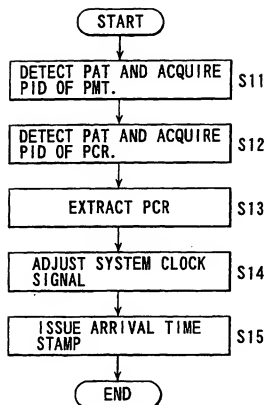 START
DETECT PAT AND ACQUIRE
PID OF PMT.
S11
DETECT PAT AND ACQUIRE
PID OF PCR.
S12
EXTRACT PCR
S13
ADJUST SYSTEM CLOCK
SIGNAL
S14
ISSUE ARRIVAL TIME
STAMP
S15
END